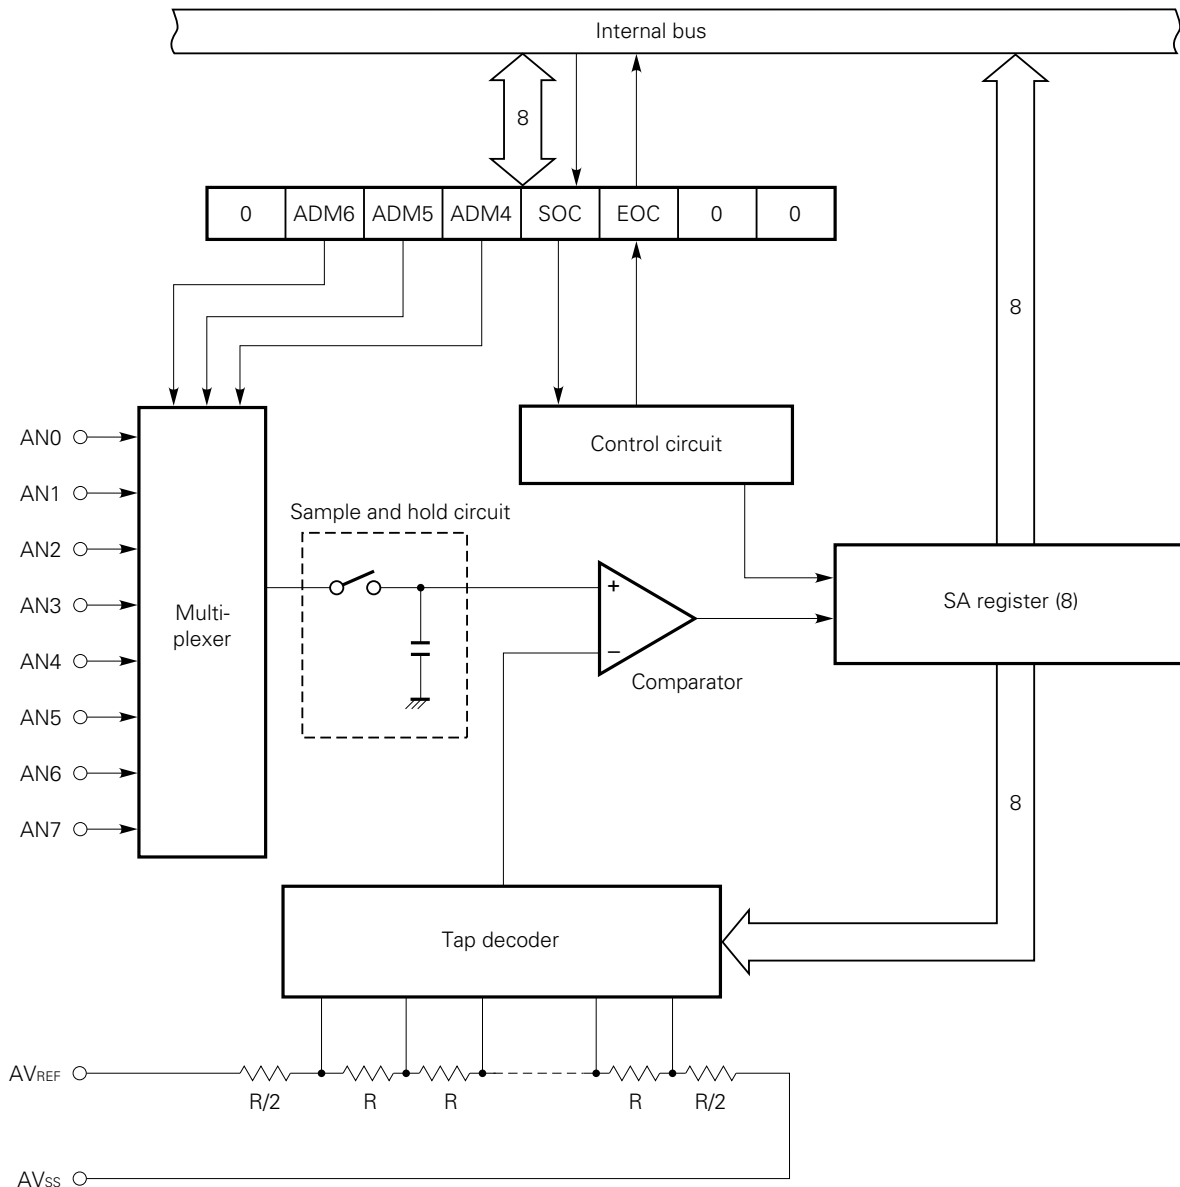 Internal bus
8
0 ADM6 ADM5 ADM4 SOC EOC 0 0
8
AN0
AN1
AN2
AN3
AN4
AN5
AN6
AN7
Multi-
plexer
Sample and hold circuit
Control circuit
+
−
Comparator
SA register (8)
8
Tap decoder
AVREF
R/2 R R R R/2
AVSS